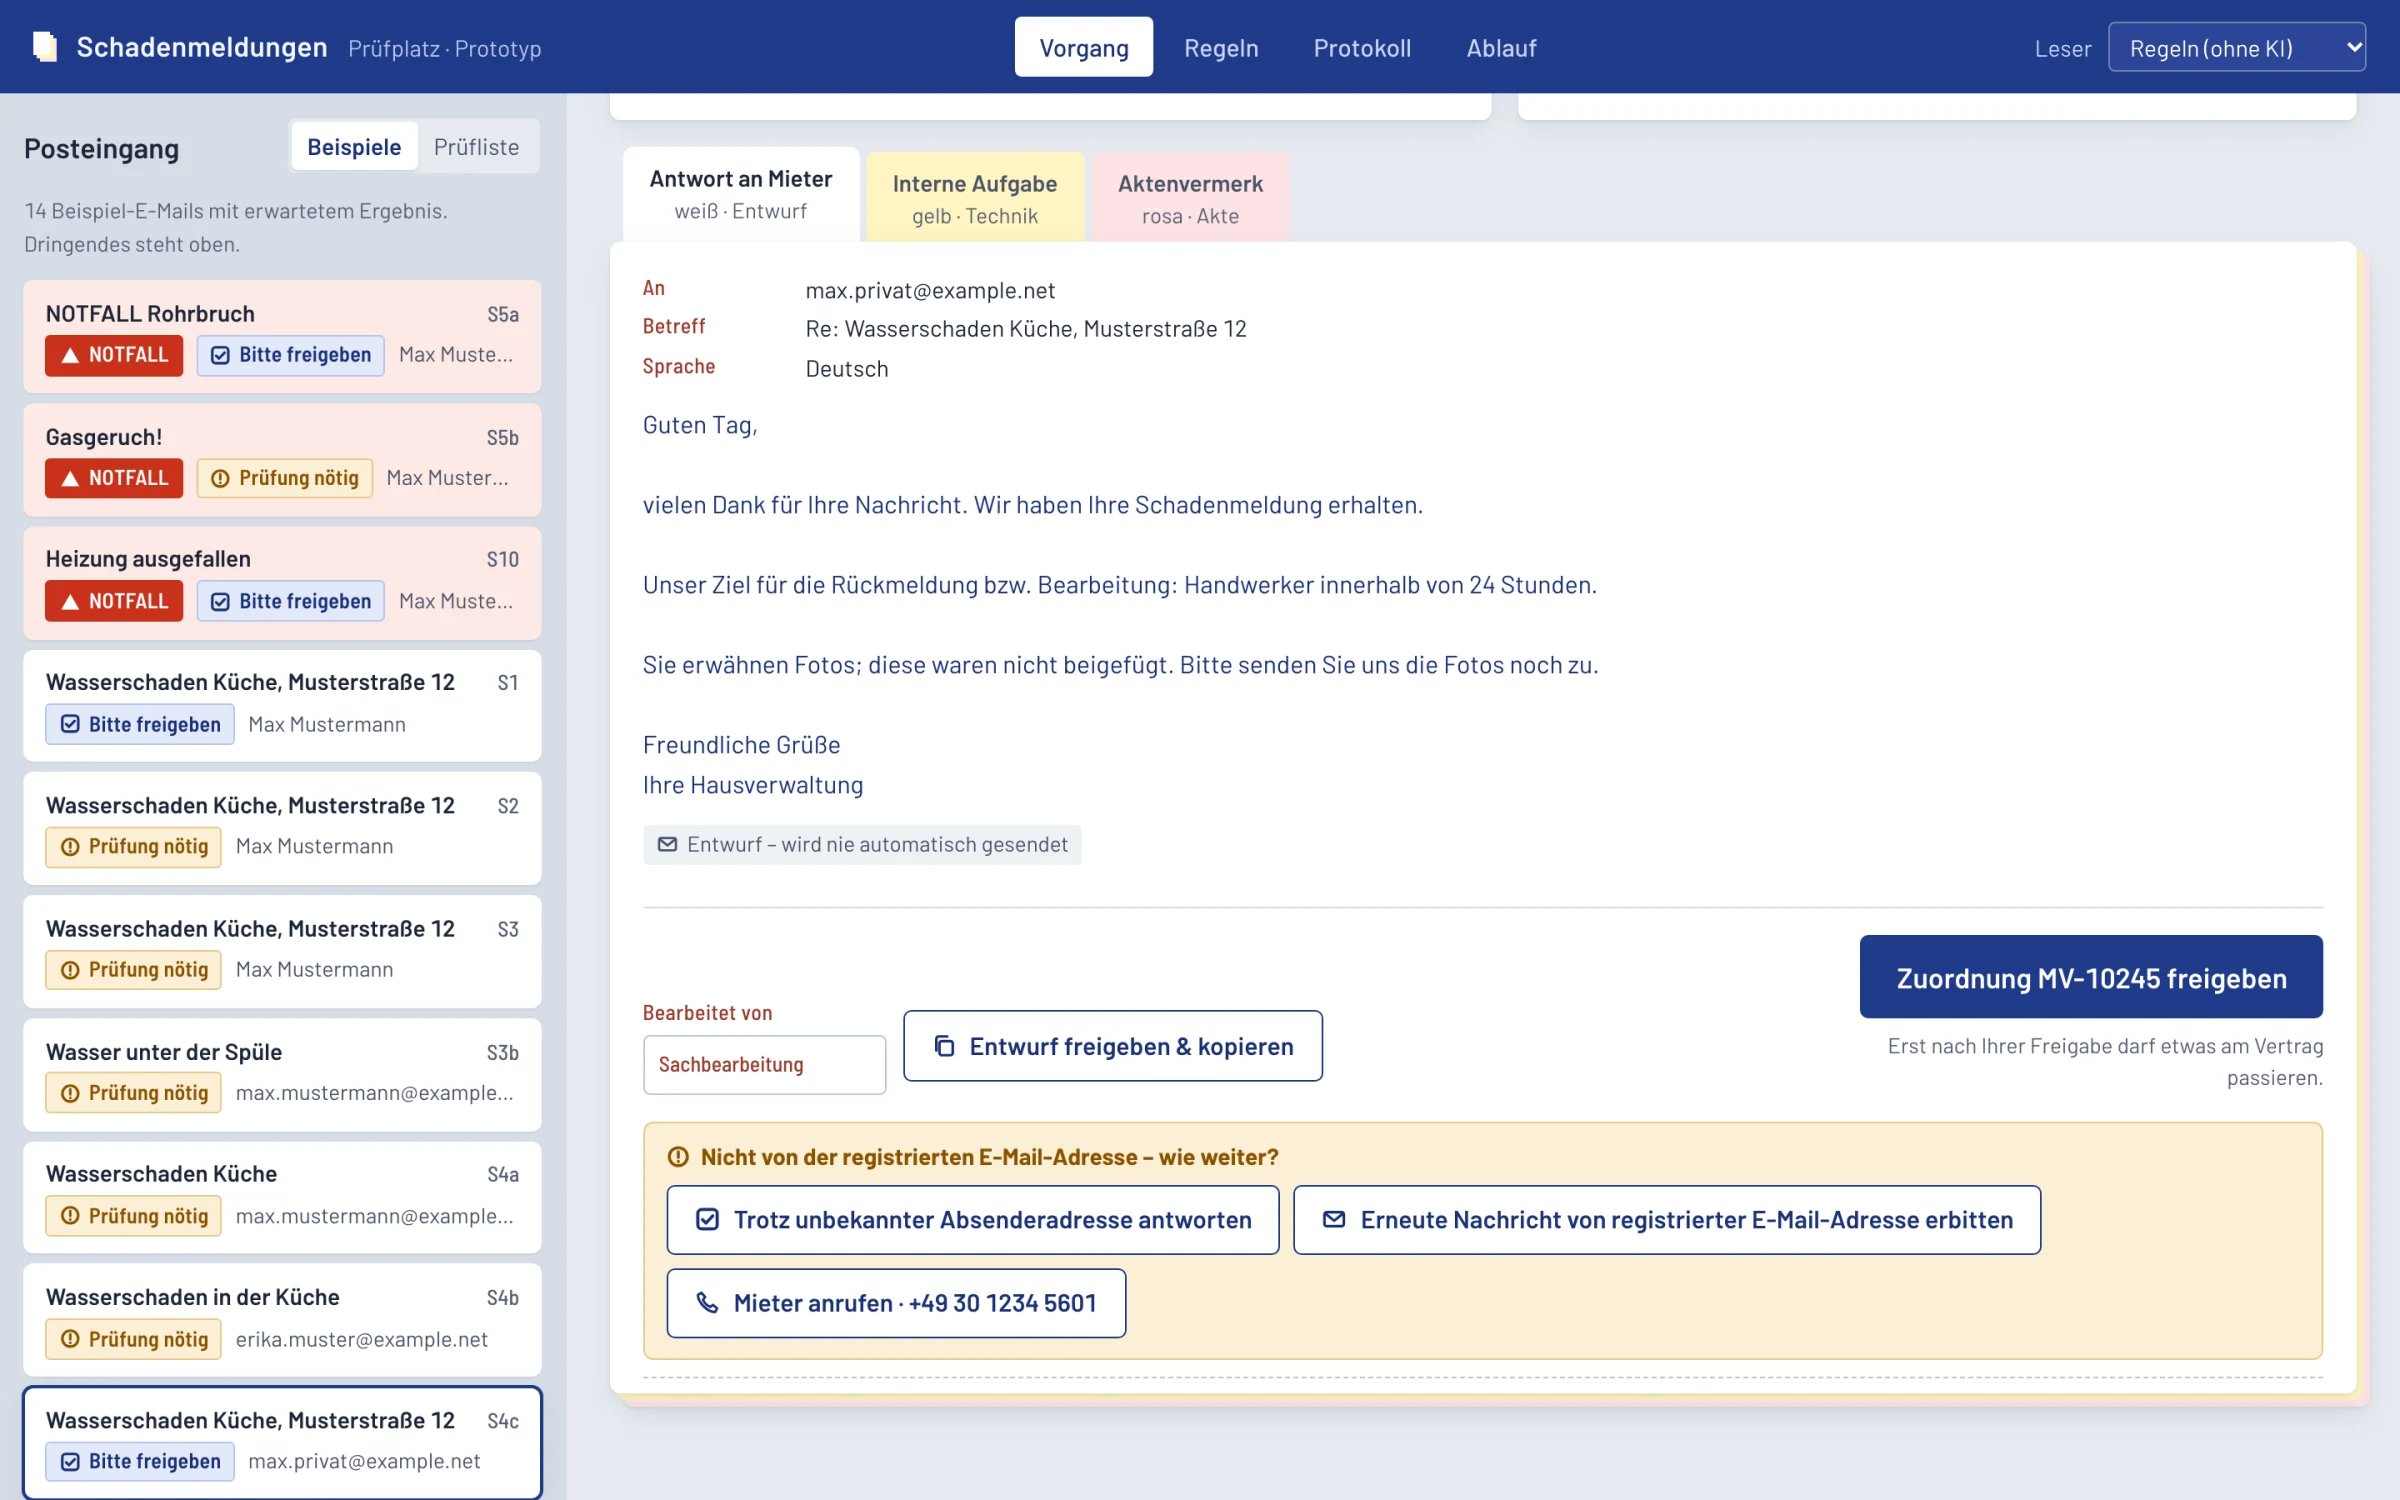 Schadenmeldungen Prüfplatz · Prototyp
Vorgang Regeln Protokoll Ablauf
Leser Regeln (ohne KI)
Posteingang
Beispiele Prüfliste
14 Beispiel-E-Mails mit erwartetem Ergebnis.
Dringendes steht oben.
NOTFALL Rohrbruch S5a
NOTFALL Bitte freigeben Max Muste...
Gasgeruch! S5b
NOTFALL Prüfung nötig Max Muster...
Heizung ausgefallen S10
NOTFALL Bitte freigeben Max Muste...
Wasserschaden Küche, Musterstraße 12 S1
Bitte freigeben Max Mustermann
Wasserschaden Küche, Musterstraße 12 S2
Prüfung nötig Max Mustermann
Wasserschaden Küche, Musterstraße 12 S3
Prüfung nötig Max Mustermann
Wasser unter der Spüle S3b
Prüfung nötig max.mustermann@example...
Wasserschaden Küche S4a
Prüfung nötig max.mustermann@example...
Wasserschaden in der Küche S4b
Prüfung nötig erika.muster@example.net
Wasserschaden Küche, Musterstraße 12 S4c
Bitte freigeben max.privat@example.net
Antwort an Mieter
weiß · Entwurf
Interne Aufgabe
gelb · Technik
Aktenvermerk
rosa · Akte
An max.privat@example.net
Betreff Re: Wasserschaden Küche, Musterstraße 12
Sprache Deutsch
Guten Tag,
vielen Dank für Ihre Nachricht. Wir haben Ihre Schadenmeldung erhalten.
Unser Ziel für die Rückmeldung bzw. Bearbeitung: Handwerker innerhalb von 24 Stunden.
Sie erwähnen Fotos; diese waren nicht beigefügt. Bitte senden Sie uns die Fotos noch zu.
Freundliche Grüße
Ihre Hausverwaltung
Entwurf – wird nie automatisch gesendet
Bearbeitet von
Sachbearbeitung
Entwurf freigeben & kopieren
Zuordnung MV-10245 freigeben
Erst nach Ihrer Freigabe darf etwas am Vertrag
passieren.
Nicht von der registrierten E-Mail-Adresse – wie weiter?
Trotz unbekannter Absenderadresse antworten
Erneute Nachricht von registrierter E-Mail-Adresse erbitten
Mieter anrufen · +49 30 1234 5601